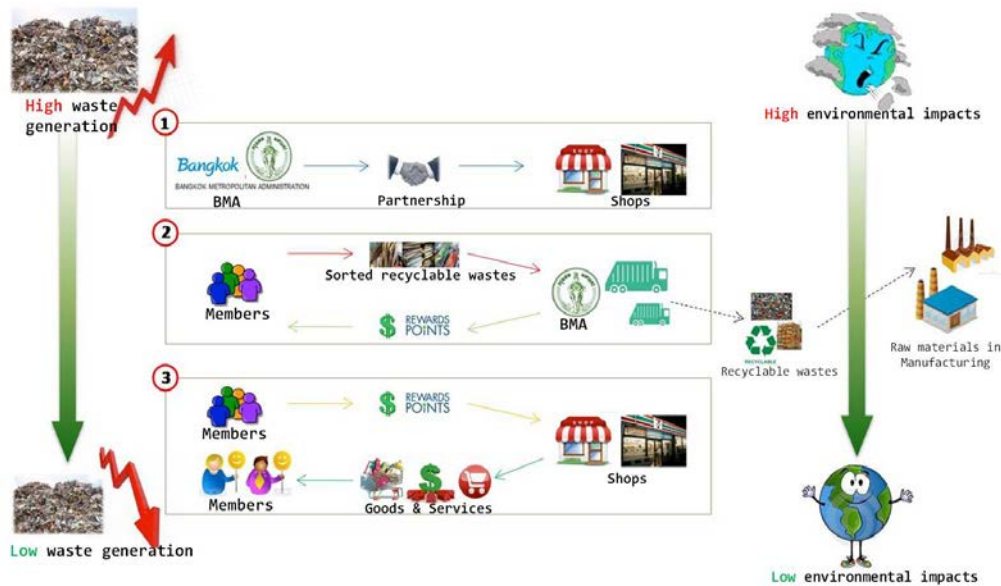 High waste
generation
High environmental impacts
1
Bangkok
BANGKOK METROPOLITAN ADMINISTRATION
BMA
Partnership
SHOP
Shops
2
Members
Sorted recyclable wastes
REWARDS
POINTS
BMA
RECYCLABLE
Recyclable wastes
Raw materials in
Manufacturing
3
Members
REWARDS
POINTS
SHOP
Shops
Members
Goods & Services
Low waste generation
Low environmental impacts